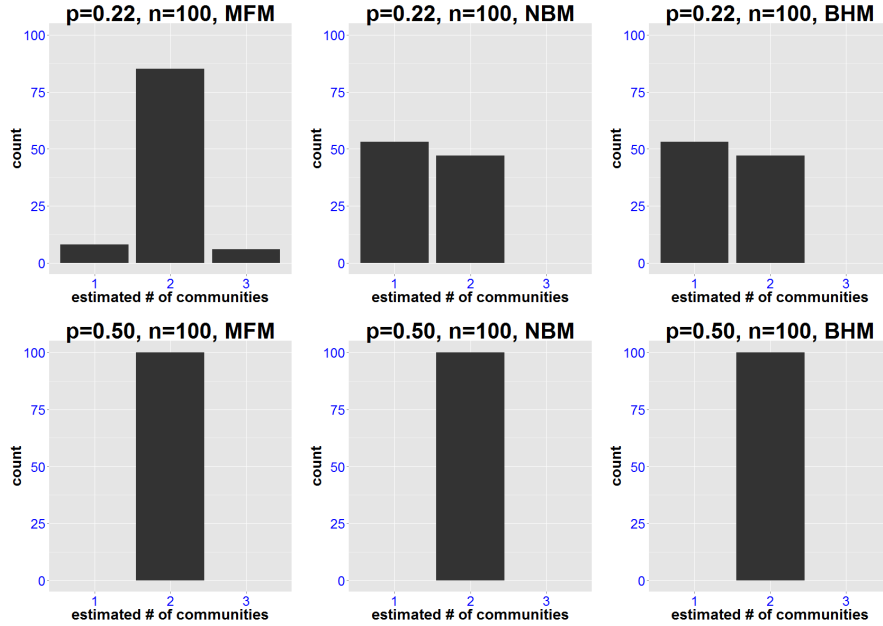 p=0.22, n=100, MFM
100
75
50
25
0
count
1 2 3
estimated # of communities
p=0.22, n=100, NBM
100
75
50
25
0
count
1 2 3
estimated # of communities
p=0.22, n=100, BHM
100
75
50
25
0
count
1 2 3
estimated # of communities
p=0.50, n=100, MFM
100
75
50
25
0
count
1 2 3
estimated # of communities
p=0.50, n=100, NBM
100
75
50
25
0
count
1 2 3
estimated # of communities
p=0.50, n=100, BHM
100
75
50
25
0
count
1 2 3
estimated # of communities